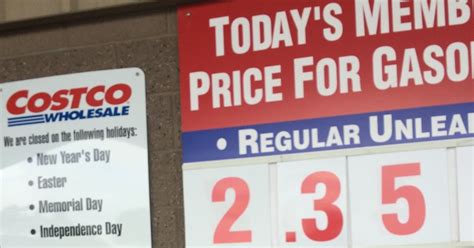 COSTCO
WHOLESALE
We are closed on the following holidays:
• New Year's Day
• Easter
• Memorial Day
• Independence Day
TODAY'S MEMB
PRICE FOR GASO
• REGULAR UNLEA
2.35